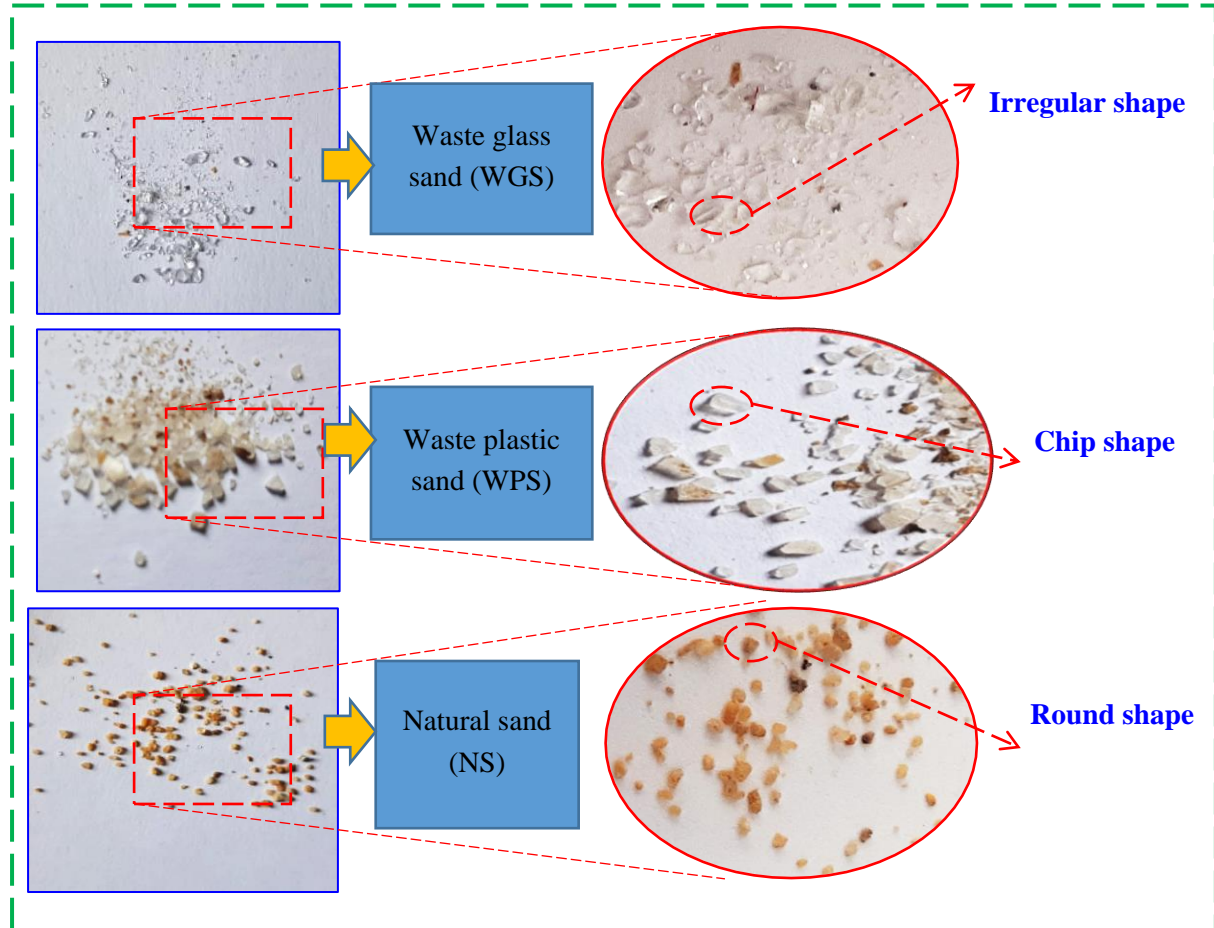 Waste glass
sand (WGS)
Irregular shape
Waste plastic
sand (WPS)
Chip shape
Natural sand
(NS)
Round shape